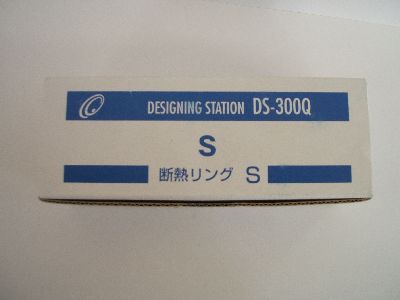 DESIGNING STATION DS-300Q
S
断熱リング S